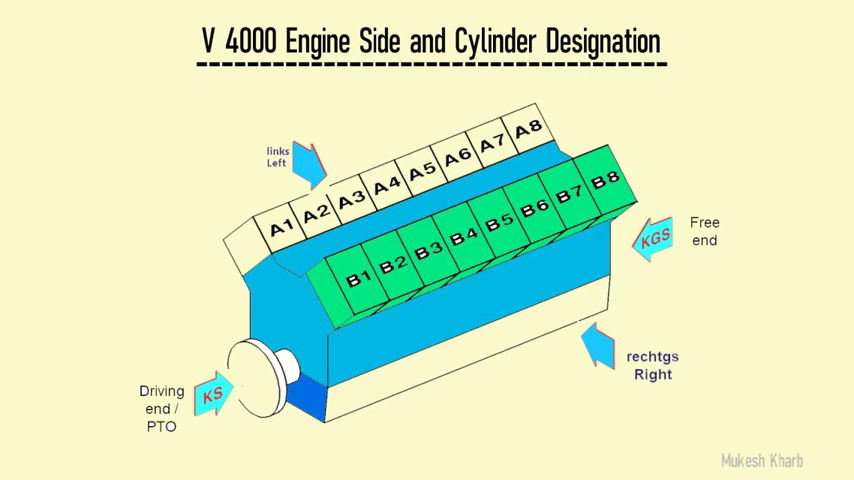 V 4000 Engine Side and Cylinder Designation
links
Left
A1 A2 A3 A4 A5 A6 A7 A8
B1 B2 B3 B4 B5 B6 B7 B8
KGS
Free
end
rechtgs
Right
KS
Driving
end /
PTO
Mukesh Kharb